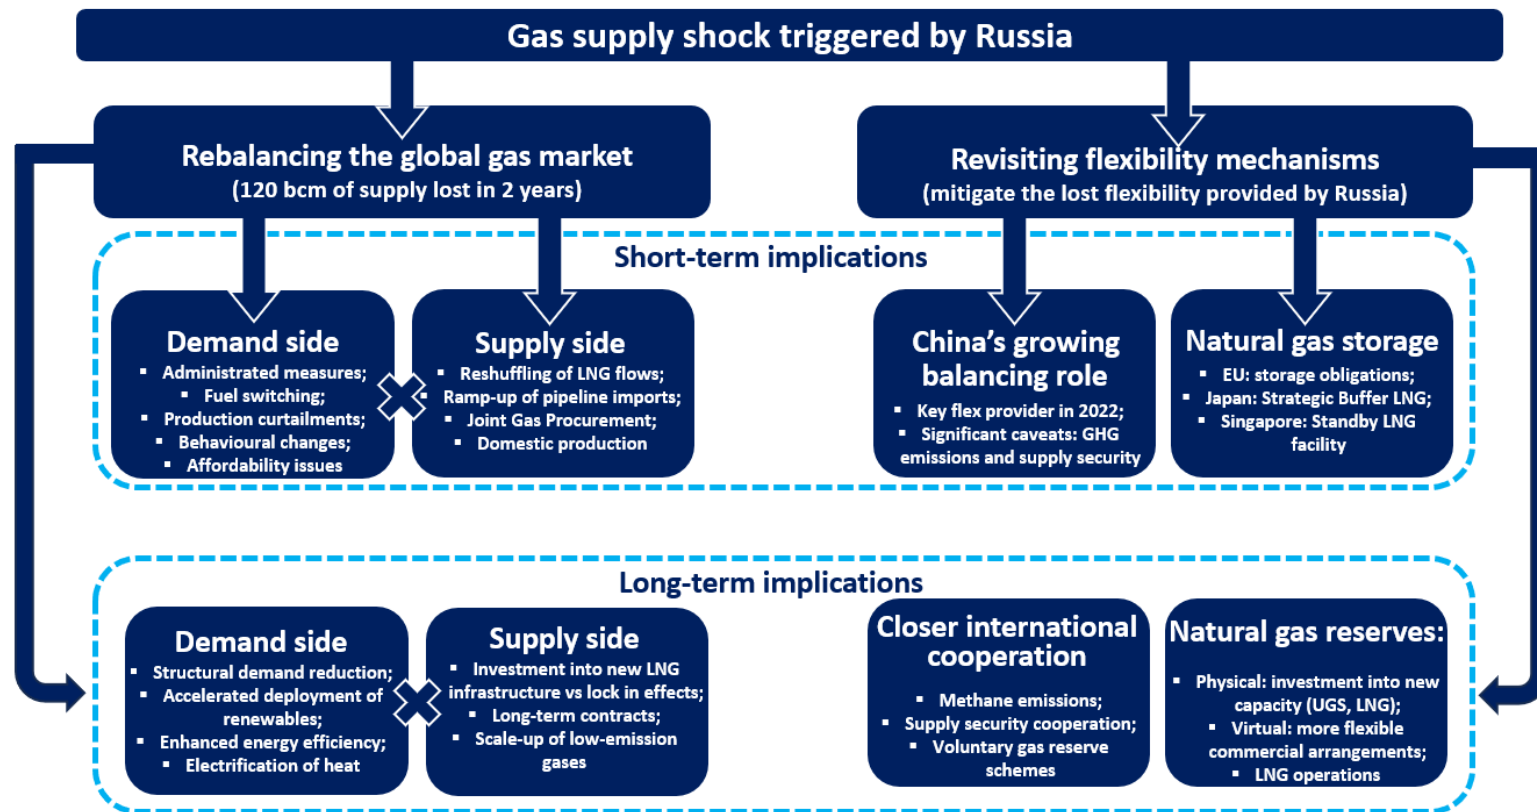 Gas supply shock triggered by Russia
Rebalancing the global gas market
(120 bcm of supply lost in 2 years)
Revisiting flexibility mechanisms
(mitigate the lost flexibility provided by Russia)
Short-term implications
Demand side
▪ Administrated measures;
▪ Fuel switching;
▪ Production curtailments;
▪ Behavioural changes;
▪ Affordability issues
Supply side
▪ Reshuffling of LNG flows;
▪ Ramp-up of pipeline imports;
▪ Joint Gas Procurement;
▪ Domestic production
China's growing
balancing role
▪ Key flex provider in 2022;
▪ Significant caveats: GHG
emissions and supply security
Natural gas storage
▪ EU: storage obligations;
▪ Japan: Strategic Buffer LNG;
▪ Singapore: Standby LNG
facility
Long-term implications
Demand side
▪ Structural demand reduction;
▪ Accelerated deployment of
renewables;
▪ Enhanced energy efficiency;
▪ Electrification of heat
Supply side
▪ Investment into new LNG
infrastructure vs lock in effects;
▪ Long-term contracts;
▪ Scale-up of low-emission
gases
Closer international
cooperation
▪ Methane emissions;
▪ Supply security cooperation;
▪ Voluntary gas reserve
schemes
Natural gas reserves:
▪ Physical: investment into new
capacity (UGS, LNG);
▪ Virtual: more flexible
commercial arrangements;
▪ LNG operations